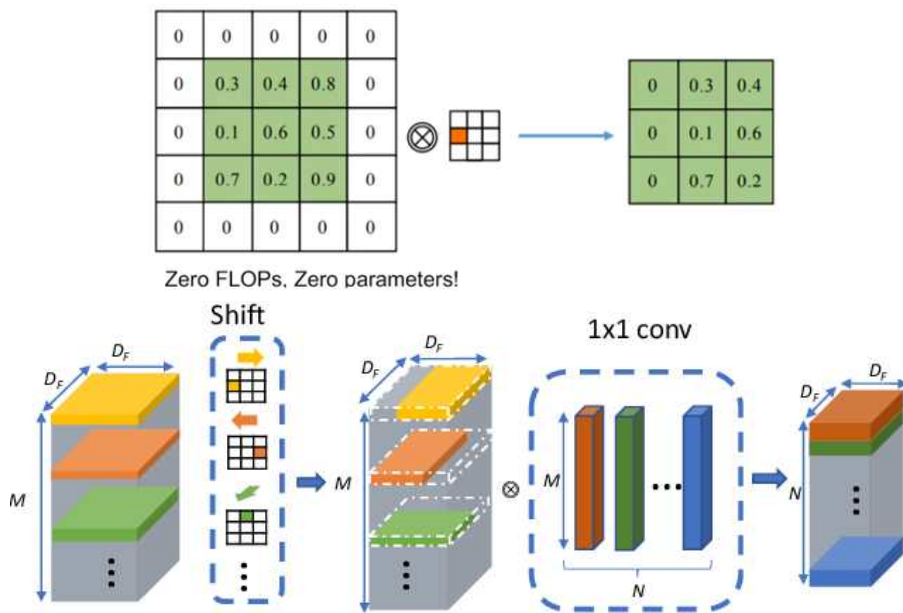 0 0 0 0 0
0 0.3 0.4 0.8 0
0 0.1 0.6 0.5 0
0 0.7 0.2 0.9 0
0 0 0 0 0
0 0.3 0.4
0 0.1 0.6
0 0.7 0.2
Zero FLOPs, Zero parameters!
Shift
1x1 conv
D_F D_F
M
D_F D_F
M
M
N
D_F D_F
N